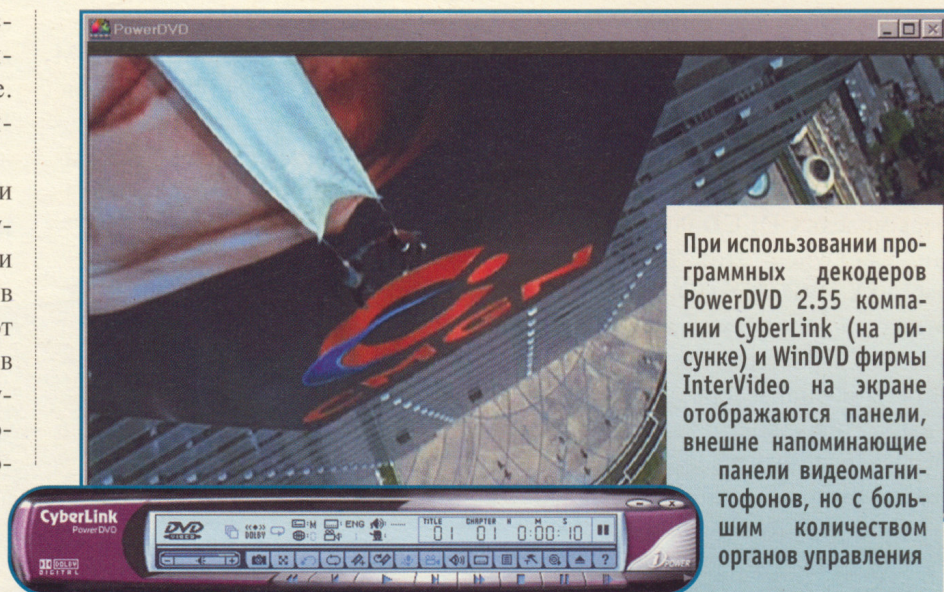 PowerDVD
При использовании про-
граммных декодеров
PowerDVD 2.55 компа-
нии CyberLink (на ри-
сунке) и WinDVD фирмы
InterVideo на экране
отображаются панели,
внешне напоминающие
панели видеомагни-
тофонов, но с боль-
шим количеством
органов управления
CyberLink
PowerDVD
DOLBY
DIGITAL
DVD
VIDEO
DOLBY
M
ENG
TITLE CHAPTER H M S
01 01 0:00:10
?
POWER
е.
и
и
в
от
в